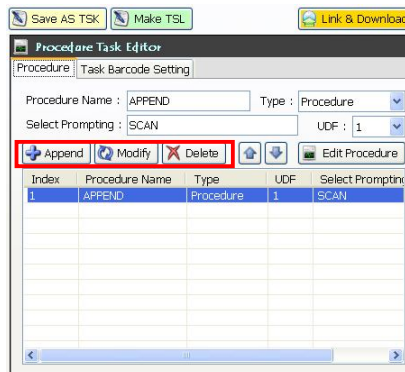 Save AS TSK Make TSL Link & Download
Procedure Task Editor
Procedure Task Barcode Setting
Procedure Name : APPEND Type : Procedure
Select Prompting : SCAN UDF : 1
Append Modify Delete Edit Procedure
Index Procedure Name Type UDF Select Prompting
1 APPEND Procedure 1 SCAN